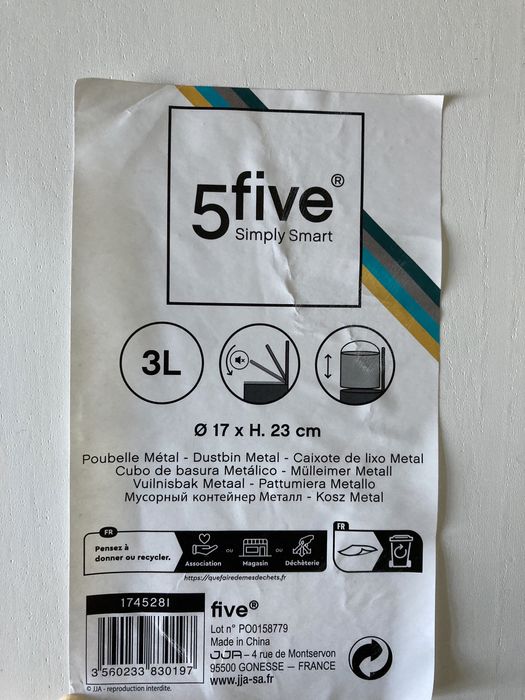 5five®
Simply Smart
3L
Ø 17 x H. 23 cm
Poubelle Métal - Dustbin Metal - Caixote de lixo Metal
Cubo de basura Metálico - Mülleimer Metall
Vuilnisbak Metaal - Pattumiera Metallo
Мусорный контейнер Металл - Kosz Metal
FR
Pensez à
donner ou recycler.
Association
ou
Magasin
ou
Déchèterie
FR
https://quefairedemesdechets.fr
174528I
3 560233 830197
© JJA - reproduction interdite.
five®
Lot n° PO0158779
Made in China
JJA – 4 rue de Montservon
95500 GONESSE – FRANCE
www.jja-sa.fr